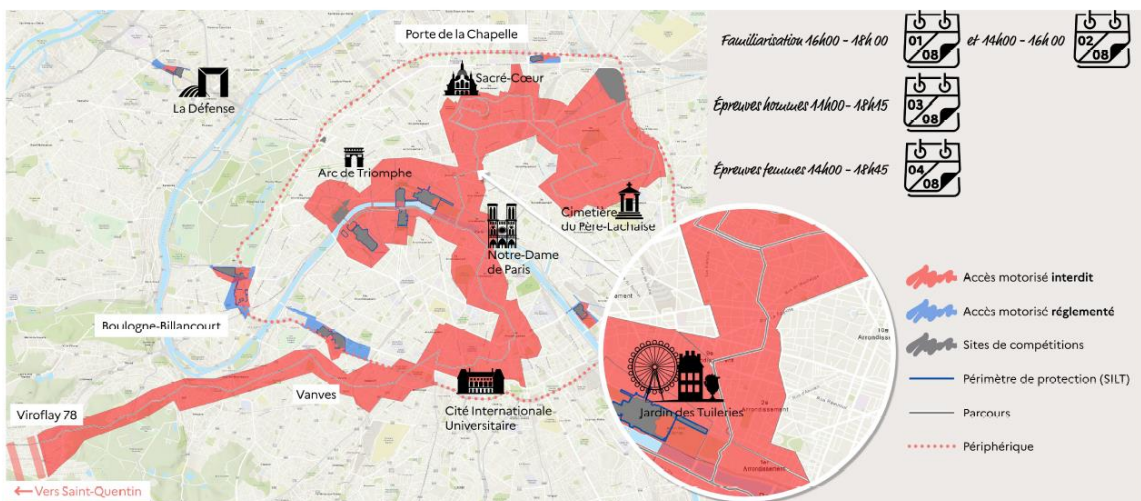 Porte de la Chapelle
La Défense
Sacré-Cœur
Arc de Triomphe
Cimetière
du Père-Lachaise
Notre-Dame
de Paris
Boulogne-Billancourt
Vanves
Viroflay 78
Cité Internationale
Universitaire
← Vers Saint-Quentin
Jardin des Tuileries
Familiarisation 16h00 - 18h00
01
08
et 14h00 - 16h00
02
08
Épreuves hommes 11h00 - 18h15
03
08
Épreuves femmes 14h00 - 18h45
04
08
Accès motorisé interdit
Accès motorisé réglementé
Sites de compétitions
Périmètre de protection (SILT)
Parcours
Périphérique